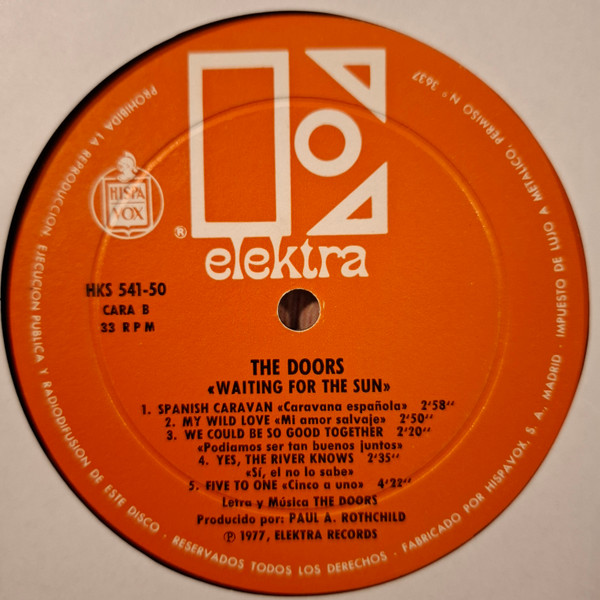 PROHIBIDA LA REPRODUCCION, EJECUCION PUBLICA Y RADIODIFUSION DE ESTE DISCO · RESERVADOS TODOS LOS DERECHOS · FABRICADO POR HISPAVOX, S. A., MADRID · IMPUESTO DE LUJO A METALICO, PERMISO Nº 3637
HISPA
VOX
®
elektra
HKS 541-50
CARA B
33 RPM
THE DOORS
«WAITING FOR THE SUN»
1. SPANISH CARAVAN «Caravana española» 2'58''
2. MY WILD LOVE «Mi amor salvaje» 2'50''
3. WE COULD BE SO GOOD TOGETHER 2'20''
«Podiamos ser tan buenos juntos»
4. YES, THE RIVER KNOWS 2'35''
«Sí, el no lo sabe»
5. FIVE TO ONE «Cinco a uno» 4'22''
Letra y Música THE DOORS
Producido por: PAUL A. ROTHCHILD
℗ 1977, ELEKTRA RECORDS